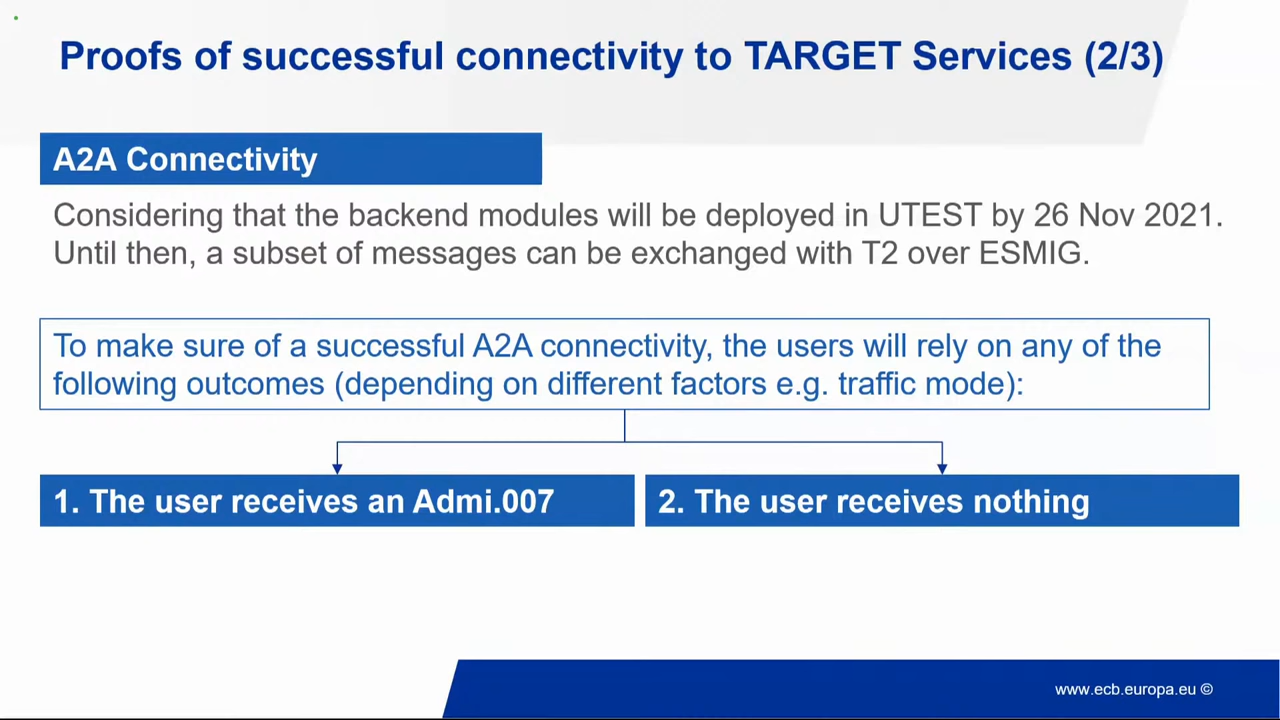 Proofs of successful connectivity to TARGET Services (2/3)
A2A Connectivity
Considering that the backend modules will be deployed in UTEST by 26 Nov 2021.
Until then, a subset of messages can be exchanged with T2 over ESMIG.
To make sure of a successful A2A connectivity, the users will rely on any of the
following outcomes (depending on different factors e.g. traffic mode):
1. The user receives an Admi.007
2. The user receives nothing
www.ecb.europa.eu ©